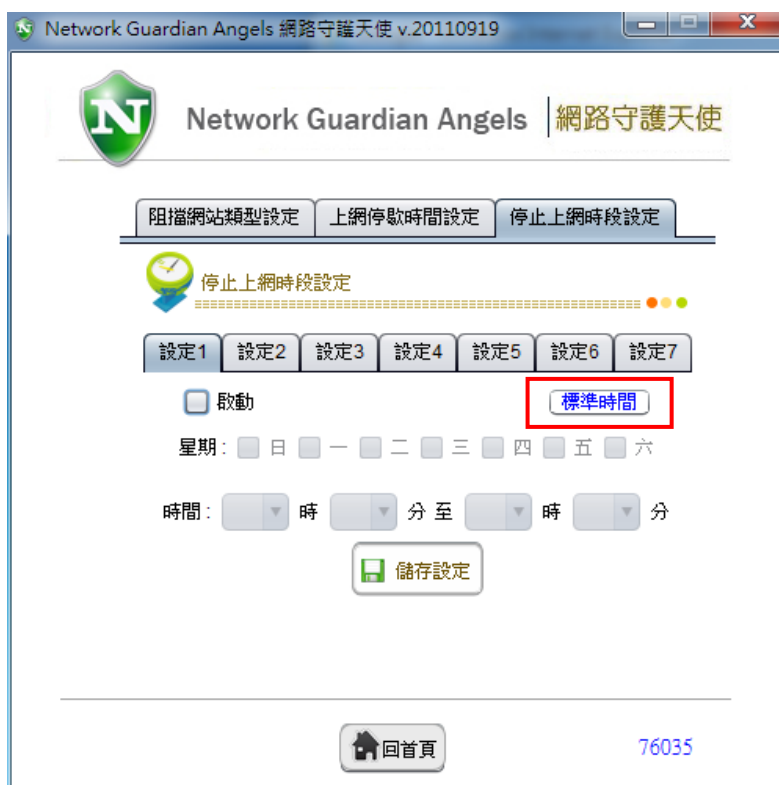 Network Guardian Angels 網路守護天使 v.20110919
N Network Guardian Angels 網路守護天使
阻擋網站類型設定 上網停歇時間設定 停止上網時段設定
停止上網時段設定
設定1 設定2 設定3 設定4 設定5 設定6 設定7
啟動 標準時間
星期: 日 一 二 三 四 五 六
時間: 時 分 至 時 分
儲存設定
回首頁 76035